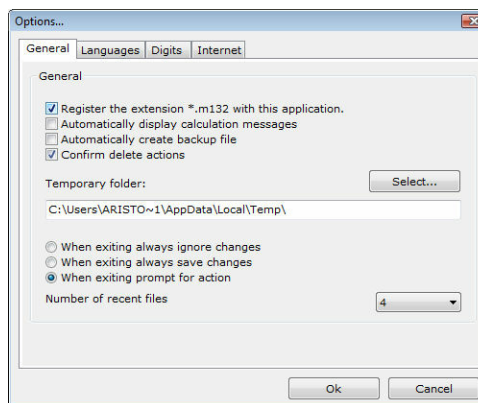 Options...
General Languages Digits Internet
General
Register the extension *.m132 with this application.
Automatically display calculation messages
Automatically create backup file
Confirm delete actions
Temporary folder:
Select...
C:\Users\ARISTO~1\AppData\Local\Temp\
When exiting always ignore changes
When exiting always save changes
When exiting prompt for action
Number of recent files
4
Ok Cancel